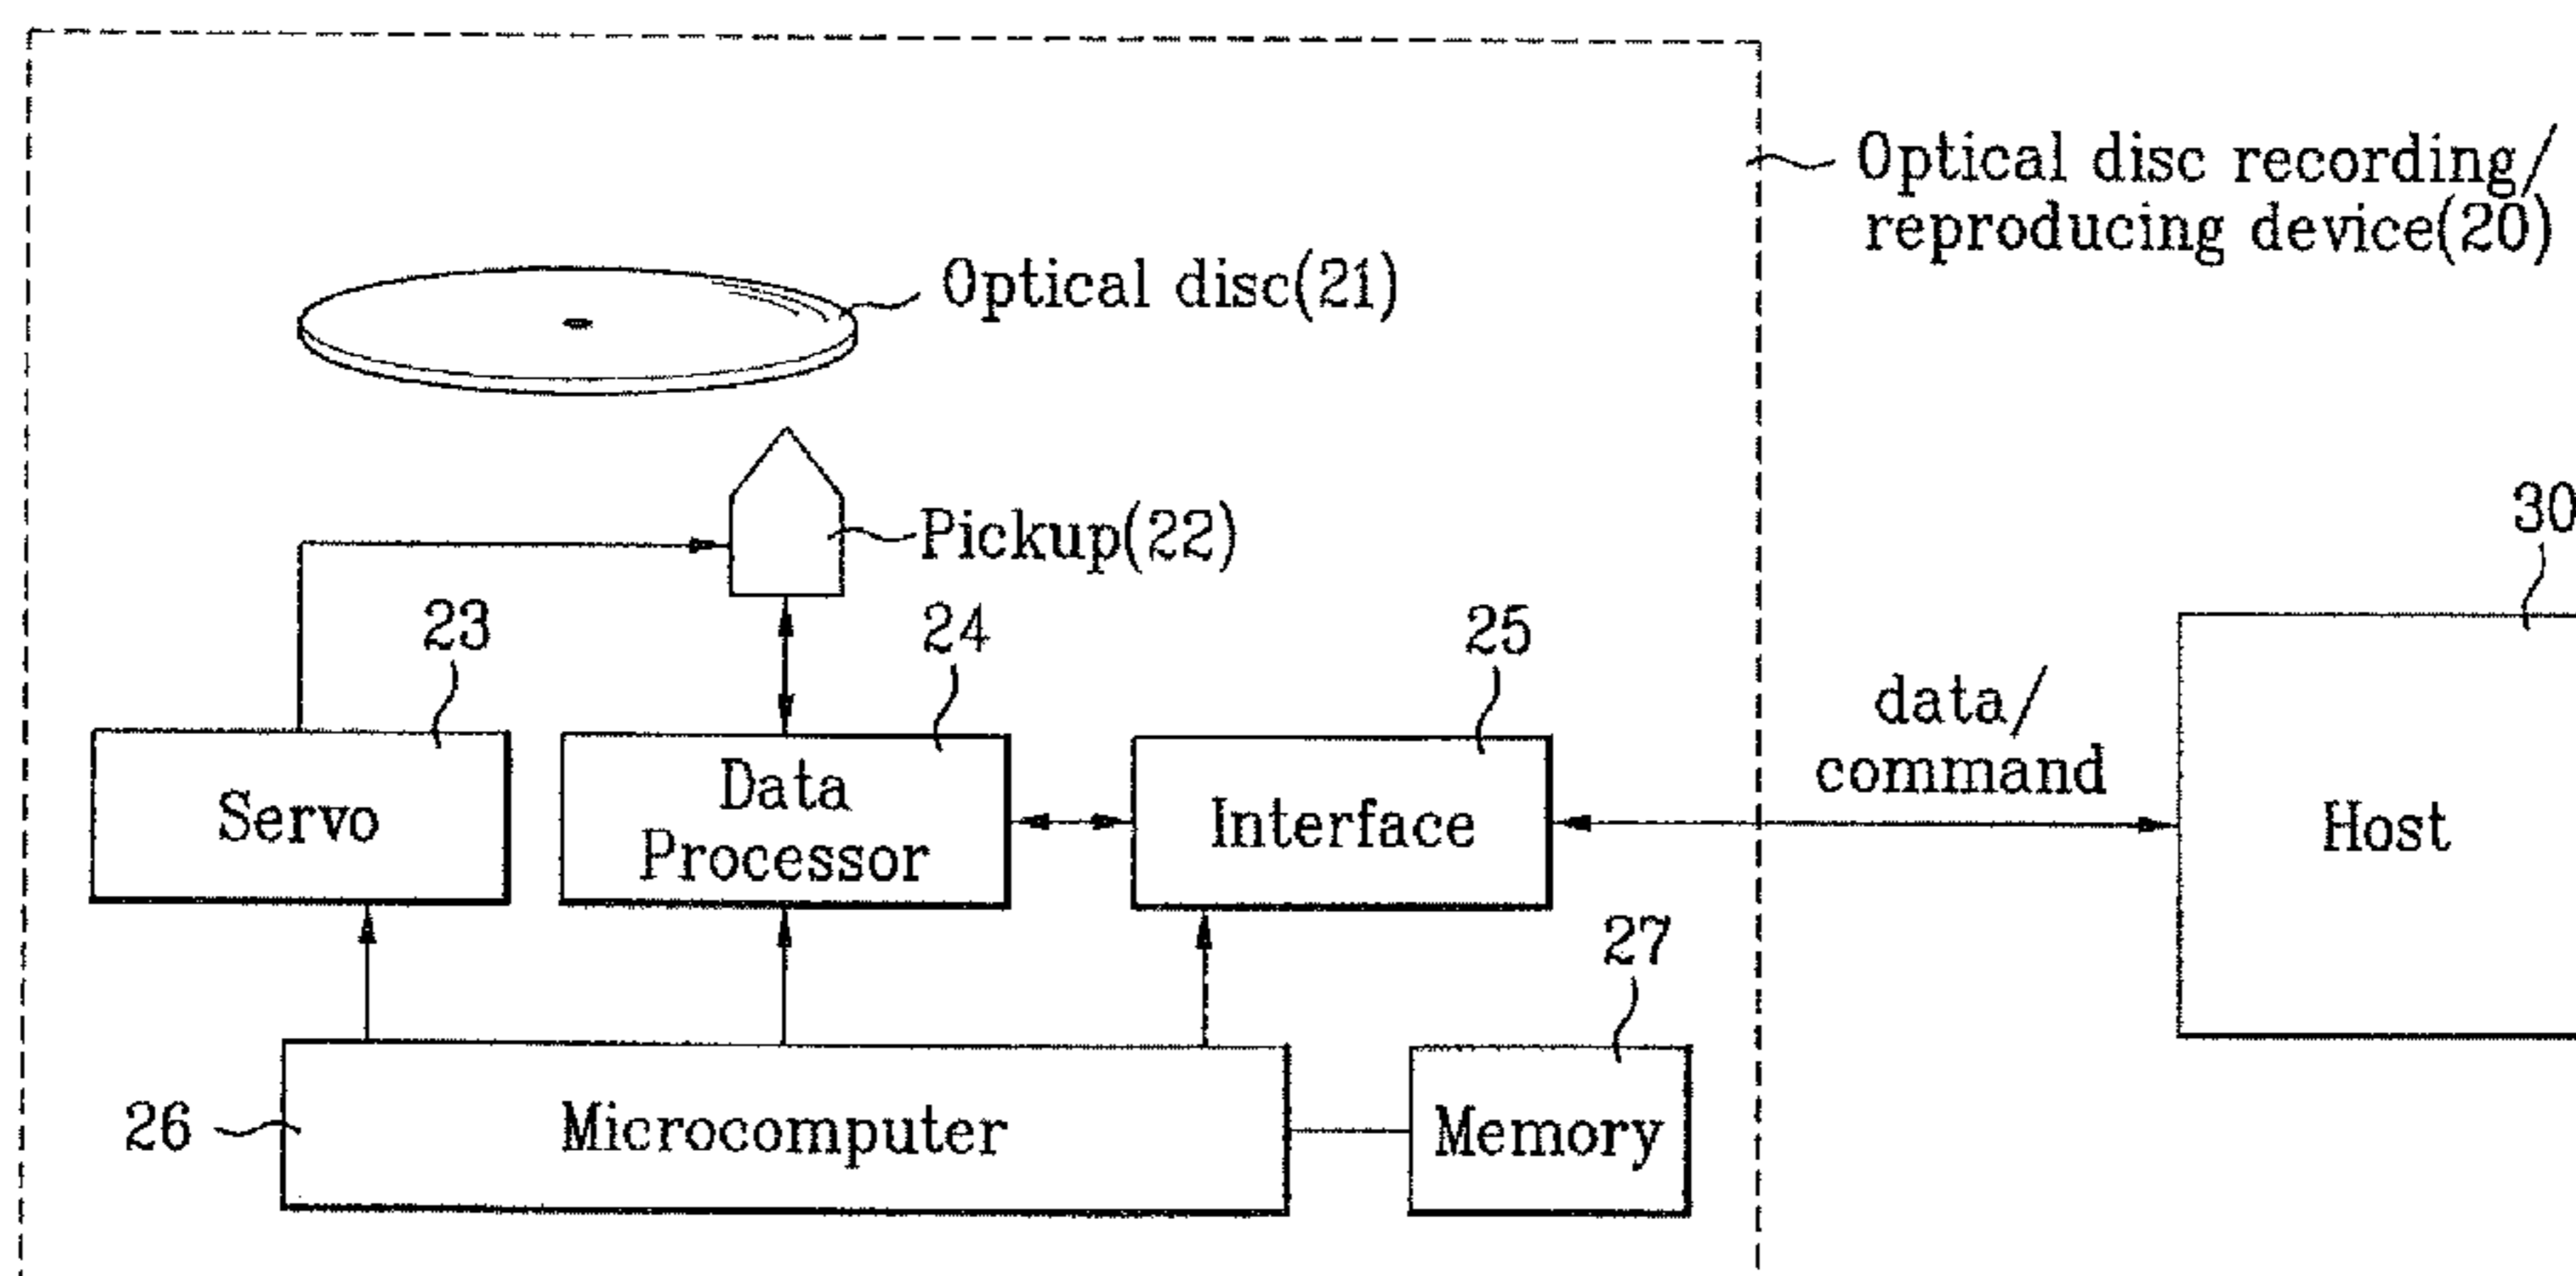 Optical disc recording/
reproducing device(20)
Optical disc(21)
Pickup(22)
30
23
24
25
data/
command
Servo
Data
Processor
Interface
Host
27
26
Microcomputer
Memory